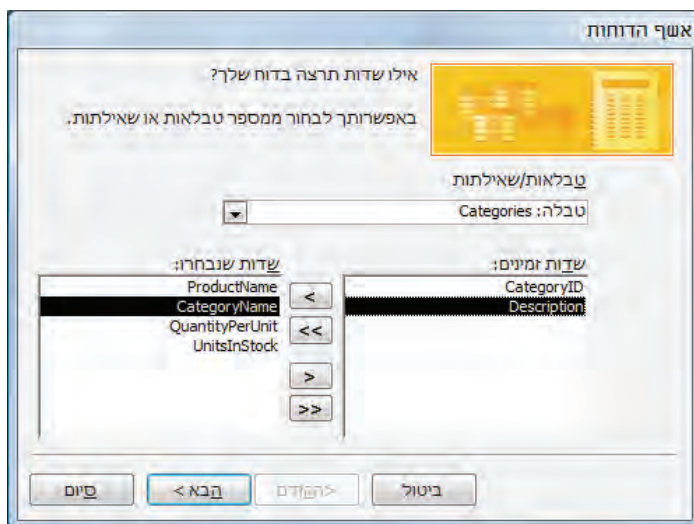 אשף הדוחות
אילו שדות תרצה בדוח שלך?
באפשרותך לבחור ממספר טבלאות או שאילתות.
טבלאות/שאילתות
טבלה: Categories
שדות זמינים:
CategoryID
Description
>
>>
<
<<
שדות שנבחרו:
ProductName
CategoryName
QuantityPerUnit
UnitsInStock
ביטול
< הקודם
הבא >
סיום